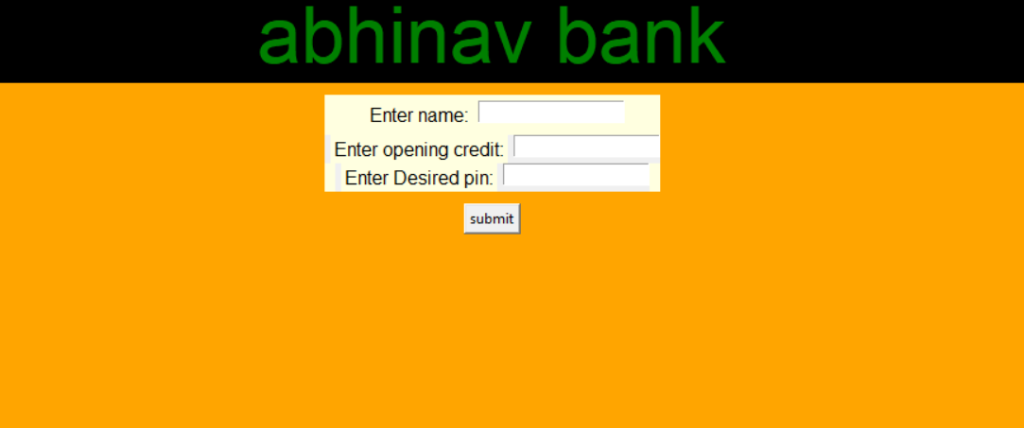 abhinav bank
Enter name:
Enter opening credit:
Enter Desired pin:
submit